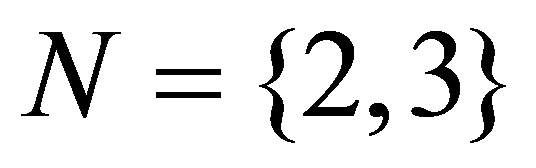 N = {2,3}